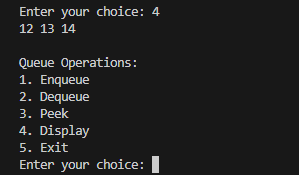 Enter your choice: 4
12 13 14
Queue Operations:
1. Enqueue
2. Dequeue
3. Peek
4. Display
5. Exit
Enter your choice: